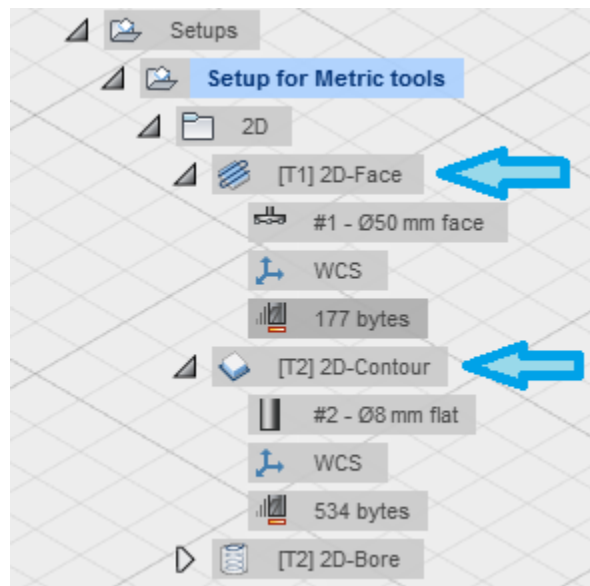 Setups
Setup for Metric tools
2D
[T1] 2D-Face
#1 - Ø50 mm face
WCS
177 bytes
[T2] 2D-Contour
#2 - Ø8 mm flat
WCS
534 bytes
[T2] 2D-Bore